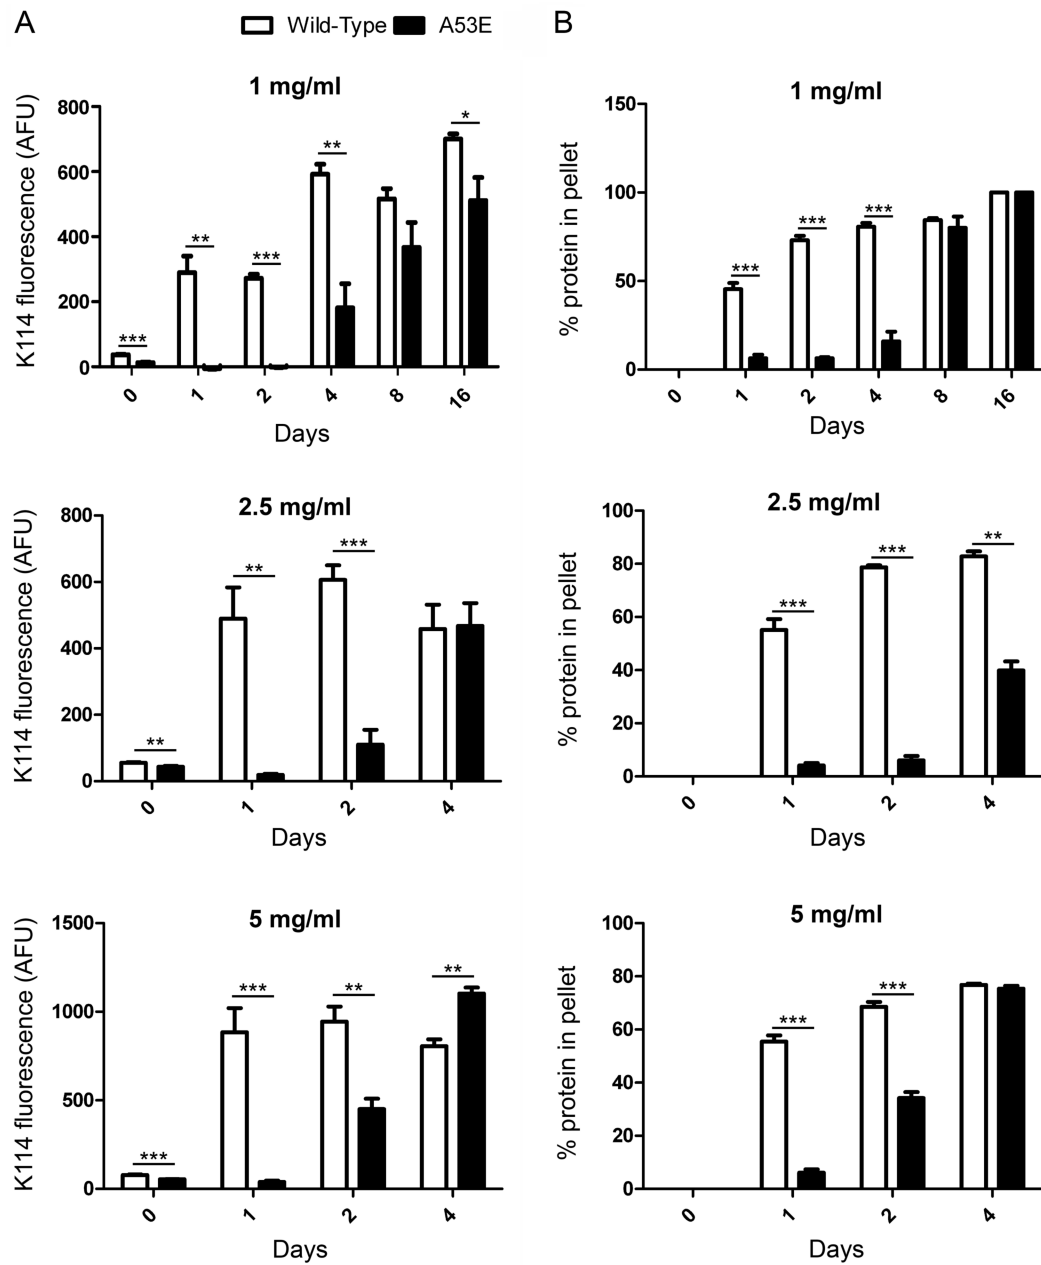 A
Wild-Type A53E
B
1 mg/ml
K114 fluorescence (AFU)
800
600
400
200
0
***
**
***
**
*
0 1 2 4 8 16
Days
1 mg/ml
% protein in pellet
150
100
50
0
***
***
***
0 1 2 4 8 16
Days
2.5 mg/ml
K114 fluorescence (AFU)
800
600
400
200
0
**
**
***
0 1 2 4
Days
2.5 mg/ml
% protein in pellet
100
80
60
40
20
0
***
***
**
0 1 2 4
Days
5 mg/ml
K114 fluorescence (AFU)
1500
1000
500
0
***
***
**
**
0 1 2 4
Days
5 mg/ml
% protein in pellet
100
80
60
40
20
0
***
***
0 1 2 4
Days